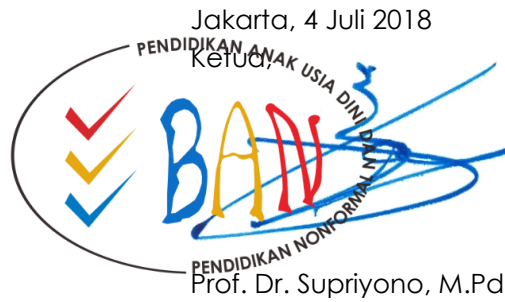 Jakarta, 4 Juli 2018
Ketua,
PENDIDIKAN ANAK USIA DINI DAN
BAN
PENDIDIKAN NONFORMAL
Prof. Dr. Supriyono, M.Pd